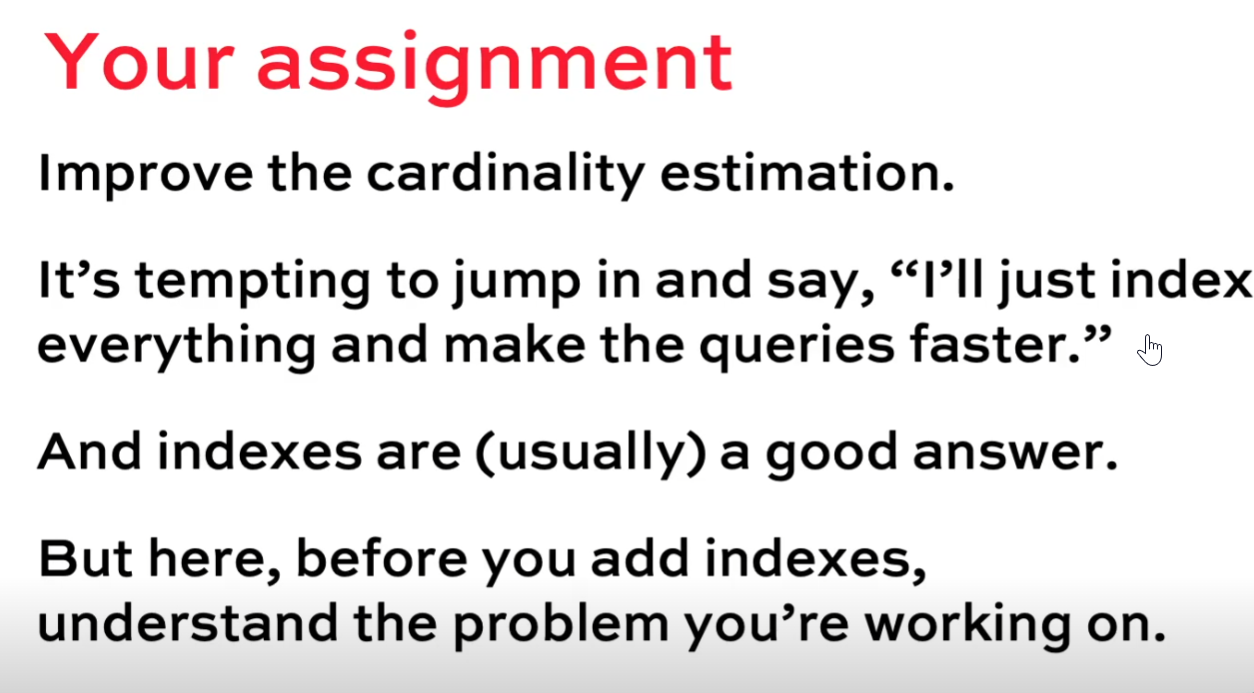 Your assignment
Improve the cardinality estimation.
It’s tempting to jump in and say, “I’ll just index
everything and make the queries faster.”
And indexes are (usually) a good answer.
But here, before you add indexes,
understand the problem you’re working on.